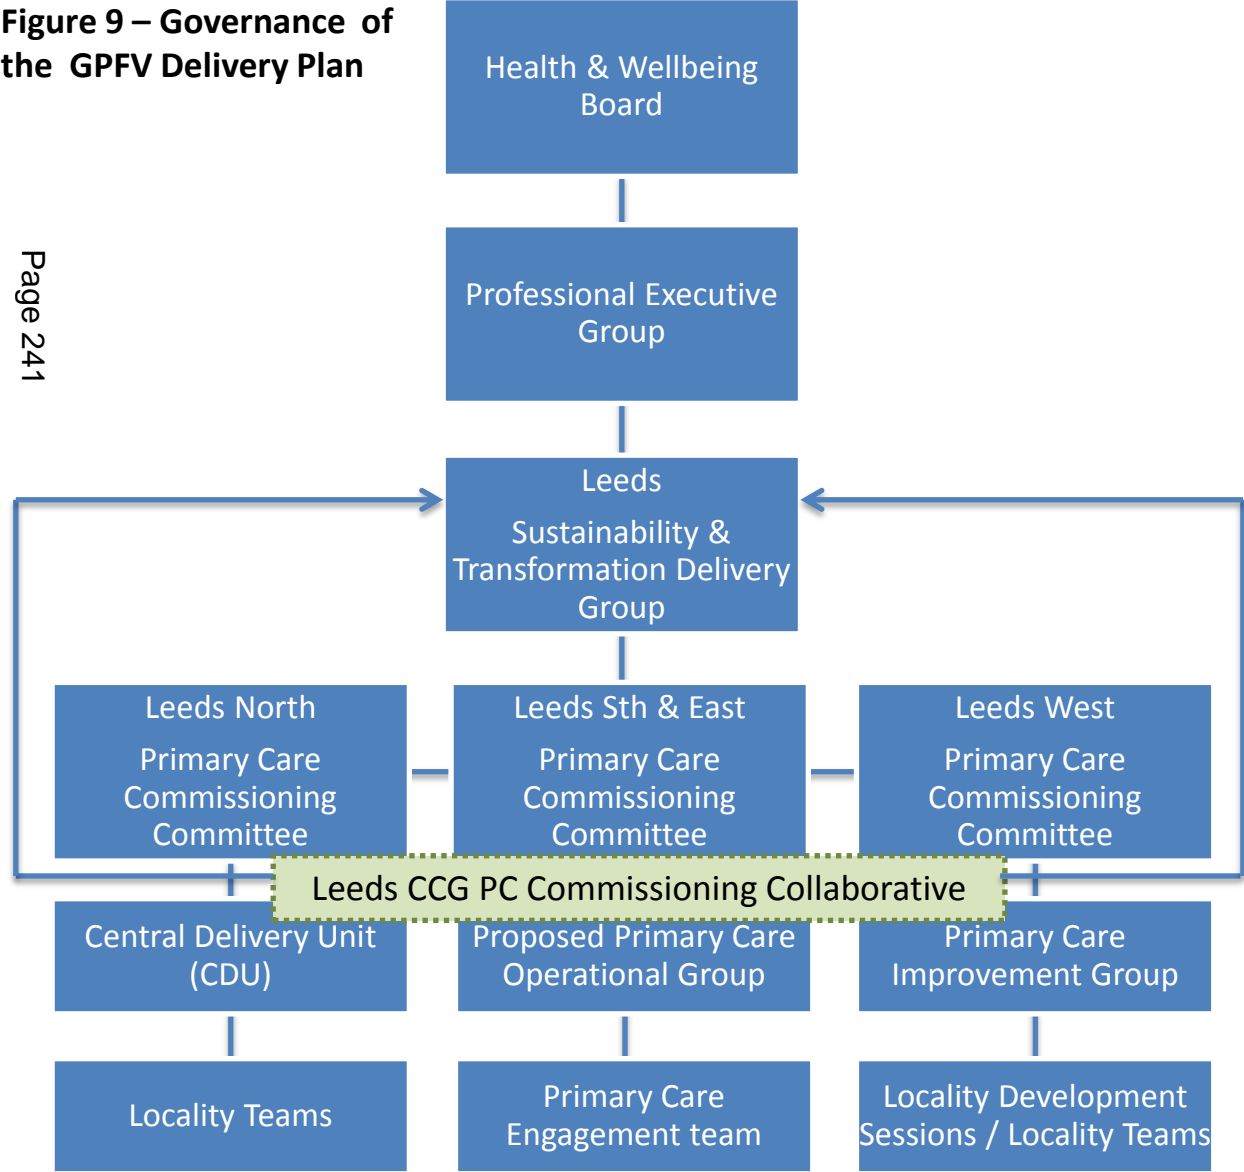 Figure 9 – Governance of
the GPFV Delivery Plan
Health & Wellbeing
Board
Page 241
Professional Executive
Group
Leeds
Sustainability &
Transformation Delivery
Group
Leeds North
Primary Care
Commissioning
Committee
Leeds Sth & East
Primary Care
Commissioning
Committee
Leeds West
Primary Care
Commissioning
Committee
Leeds CCG PC Commissioning Collaborative
Central Delivery Unit
(CDU)
Proposed Primary Care
Operational Group
Primary Care
Improvement Group
Locality Teams
Primary Care
Engagement team
Locality Development
Sessions / Locality Teams